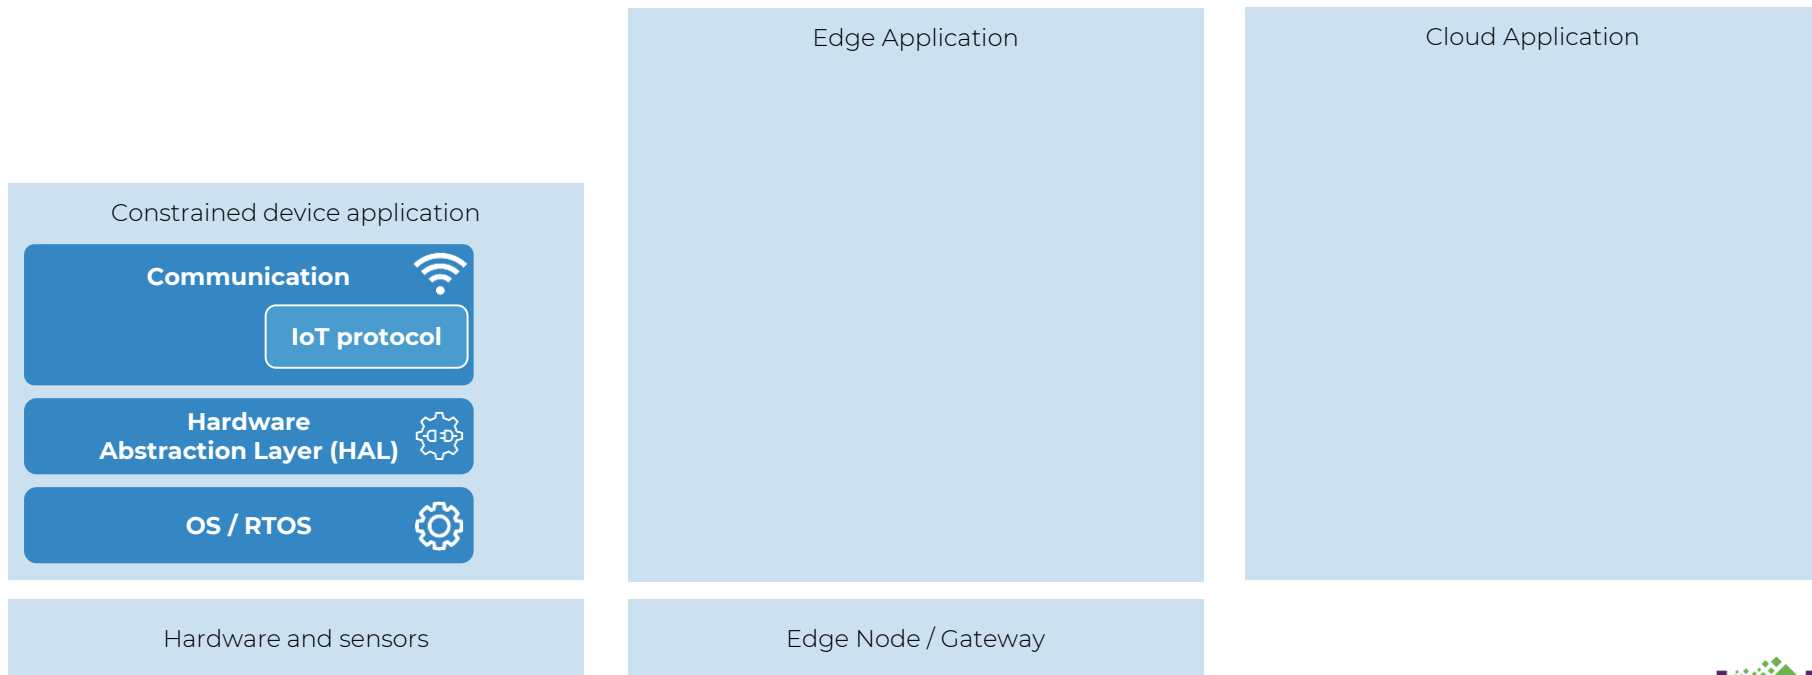 Edge Application
Cloud Application
Constrained device application
Communication
IoT protocol
Hardware
Abstraction Layer (HAL)
OS / RTOS
Hardware and sensors
Edge Node / Gateway